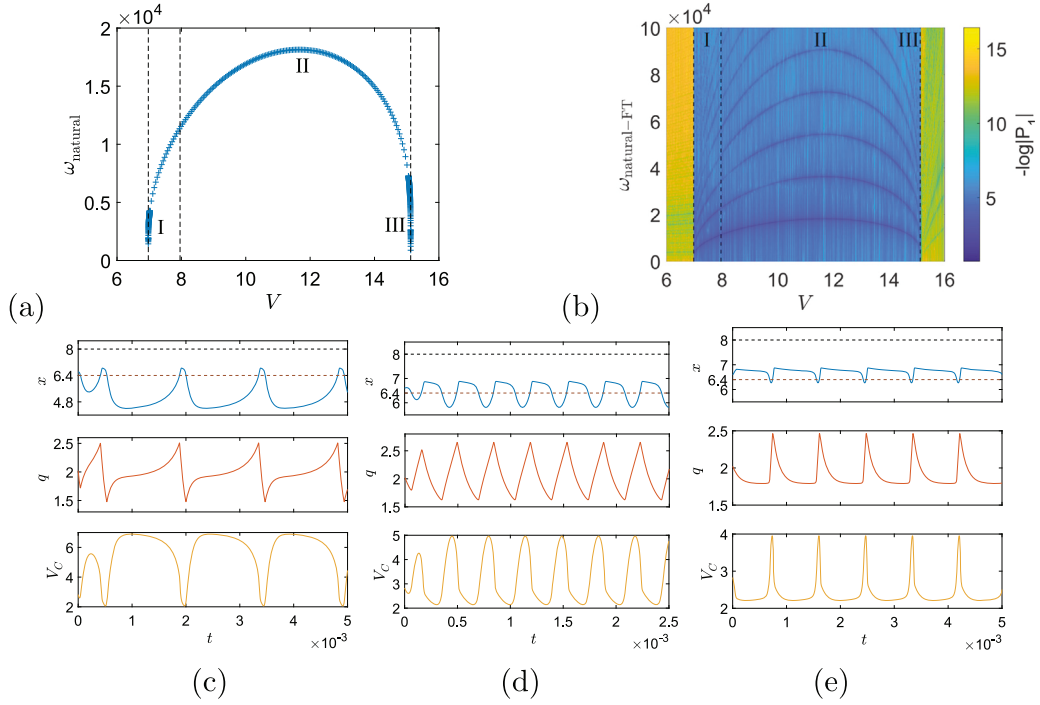 ×10⁴
2
1.5
1
0.5
0
ω_natural
I
II
III
6
8
10
12
14
16
V
(a)
×10⁴
10
8
6
4
2
0
ω_natural−FT
I
II
III
6
8
10
12
14
16
V
15
10
5
-log|P₁|
(b)
8
6.4
4.8
x
2.5
2
1.5
q
6
4
2
V_C
0
1
2
3
4
5
t
×10⁻³
(c)
8
7
6.4
6
x
2.5
2
1.5
q
5
4
3
2
V_C
0
0.5
1
1.5
2
2.5
t
×10⁻³
(d)
8
7
6.4
6
x
2.5
2
1.5
q
4
3
2
V_C
0
1
2
3
4
5
t
×10⁻³
(e)